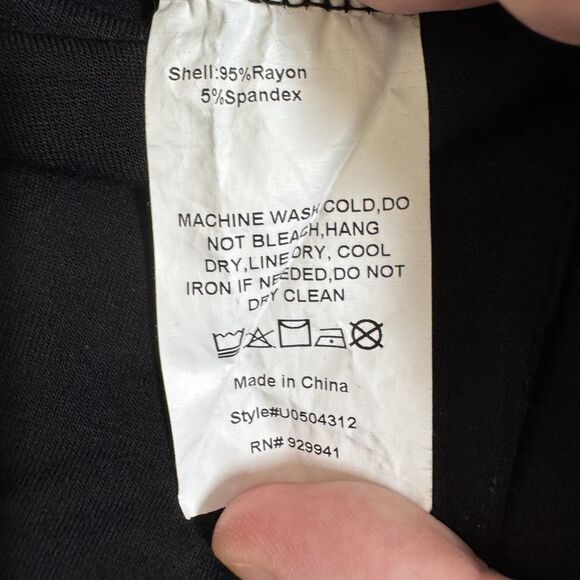 Shell:95%Rayon
5%Spandex
MACHINE WASH COLD,DO
NOT BLEACH,HANG
DRY,LINE DRY, COOL
IRON IF NEEDED,DO NOT
DRY CLEAN
Made in China
Style#U0504312
RN# 929941